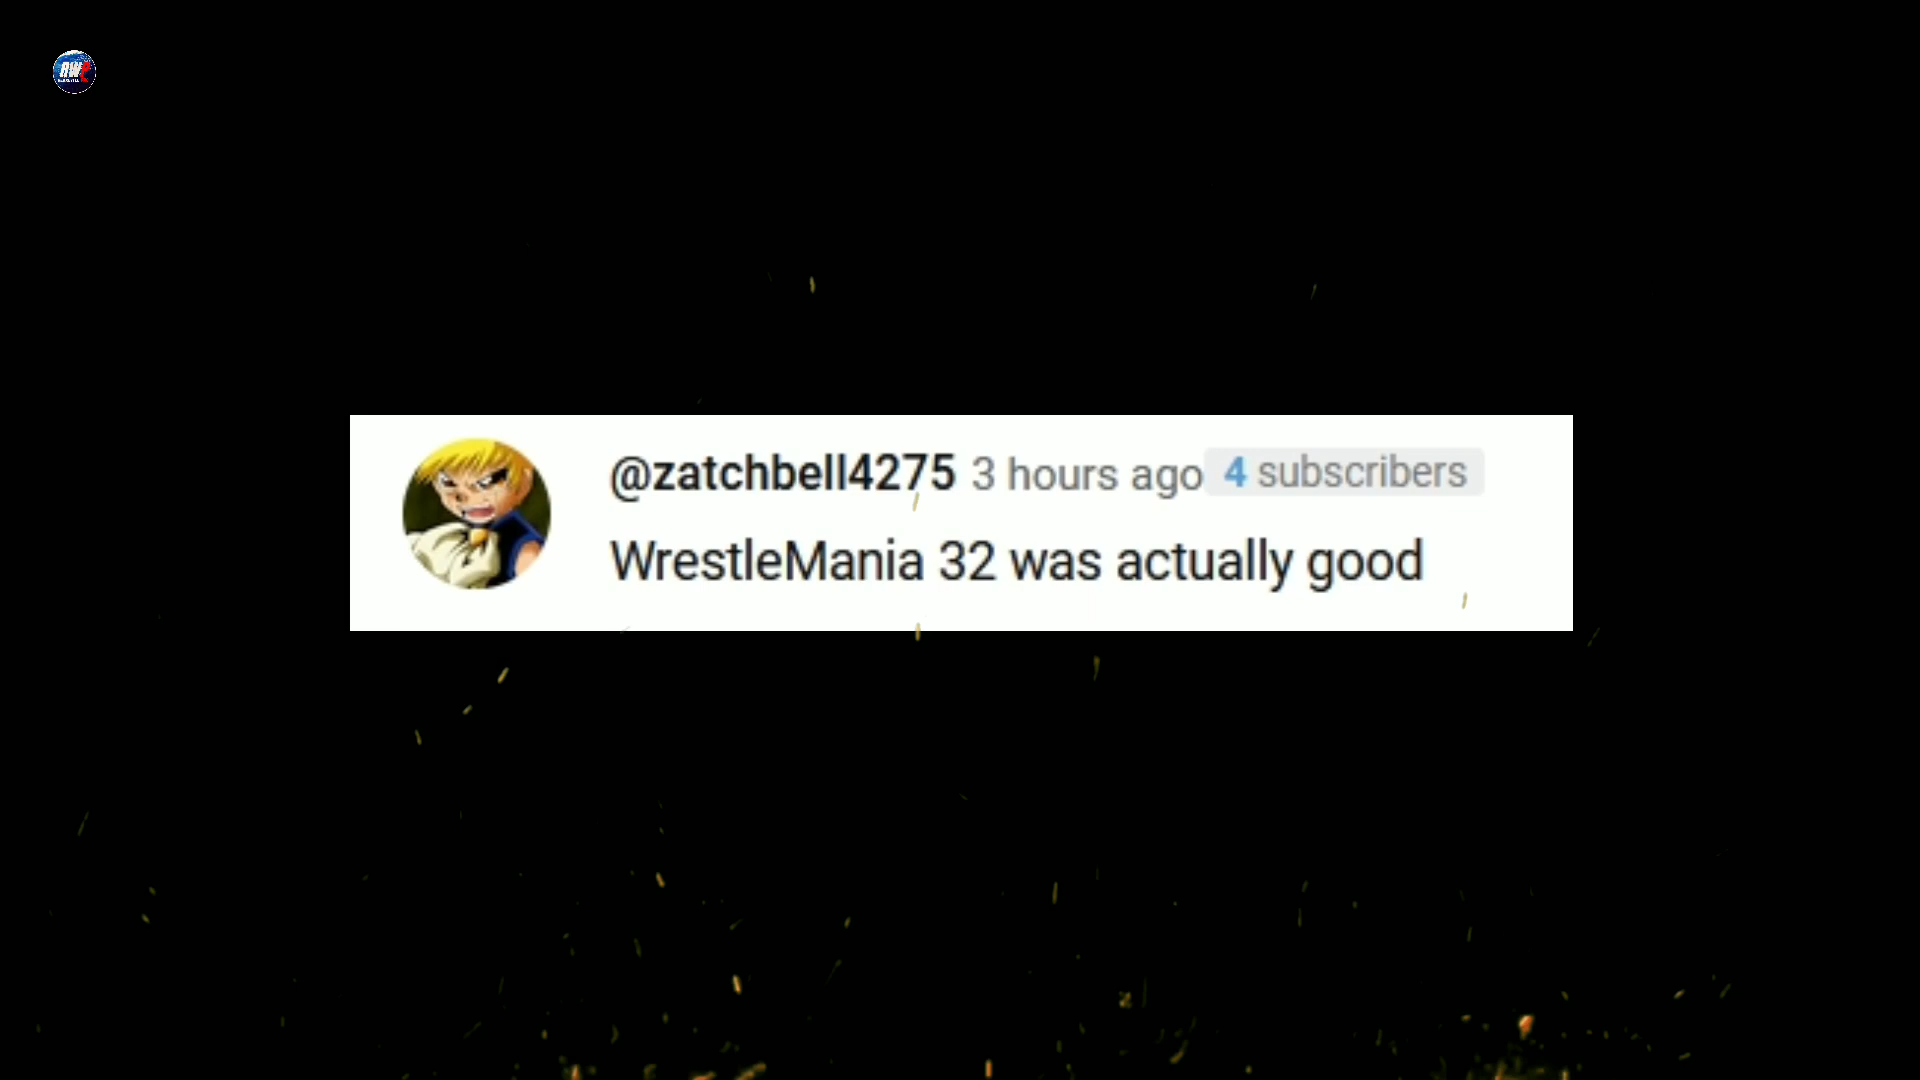 @zatchbell4275 3 hours ago 4 subscribers
WrestleMania 32 was actually good